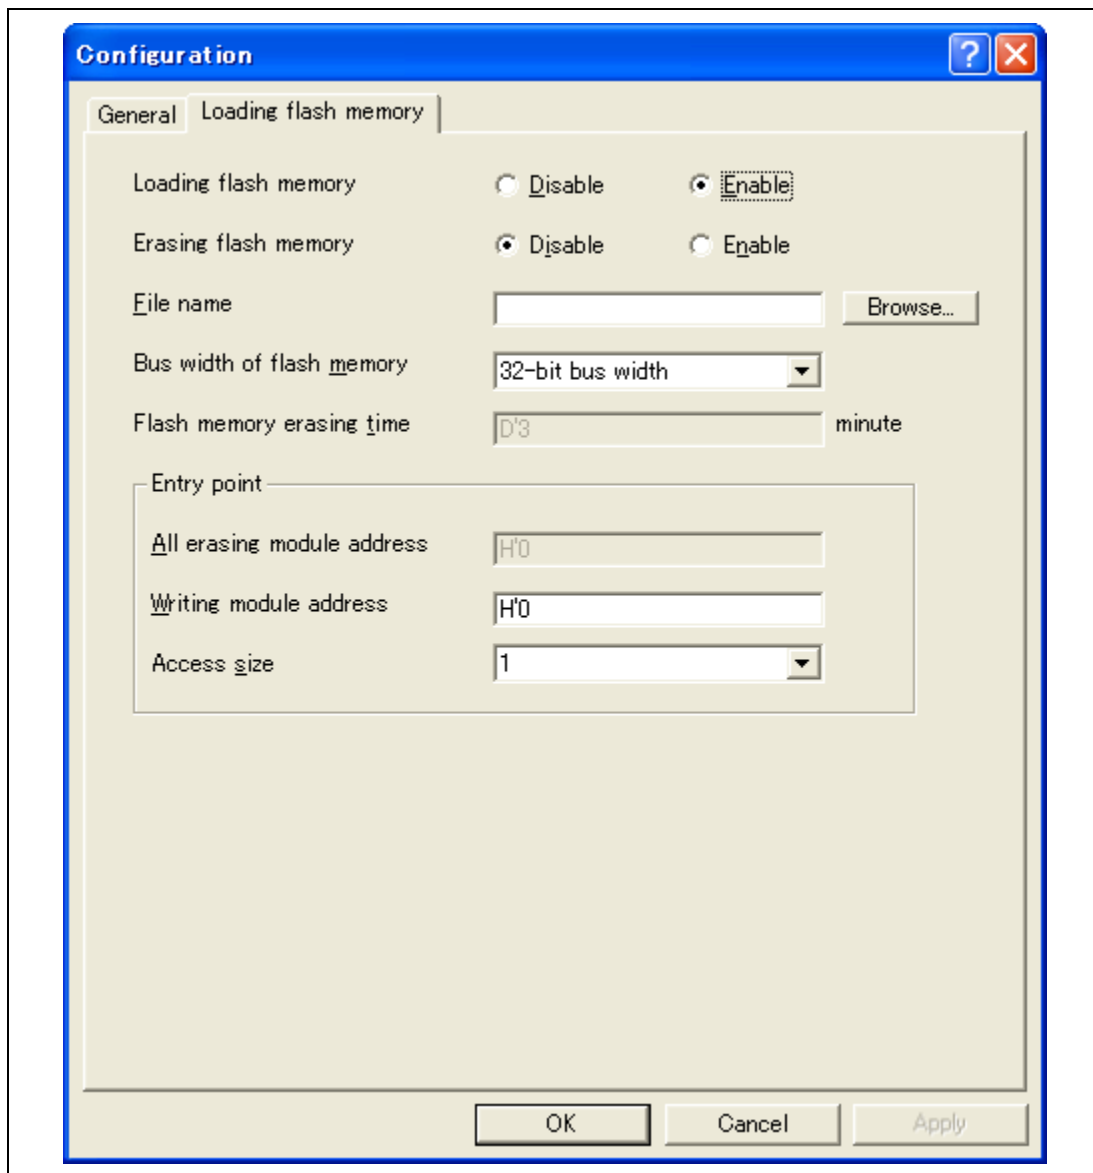 Configuration
General Loading flash memory
Loading flash memory Disable Enable
Erasing flash memory Disable Enable
File name Browse...
Bus width of flash memory 32-bit bus width
Flash memory erasing time D'3 minute
Entry point
All erasing module address H'0
Writing module address H'0
Access size 1
OK Cancel Apply